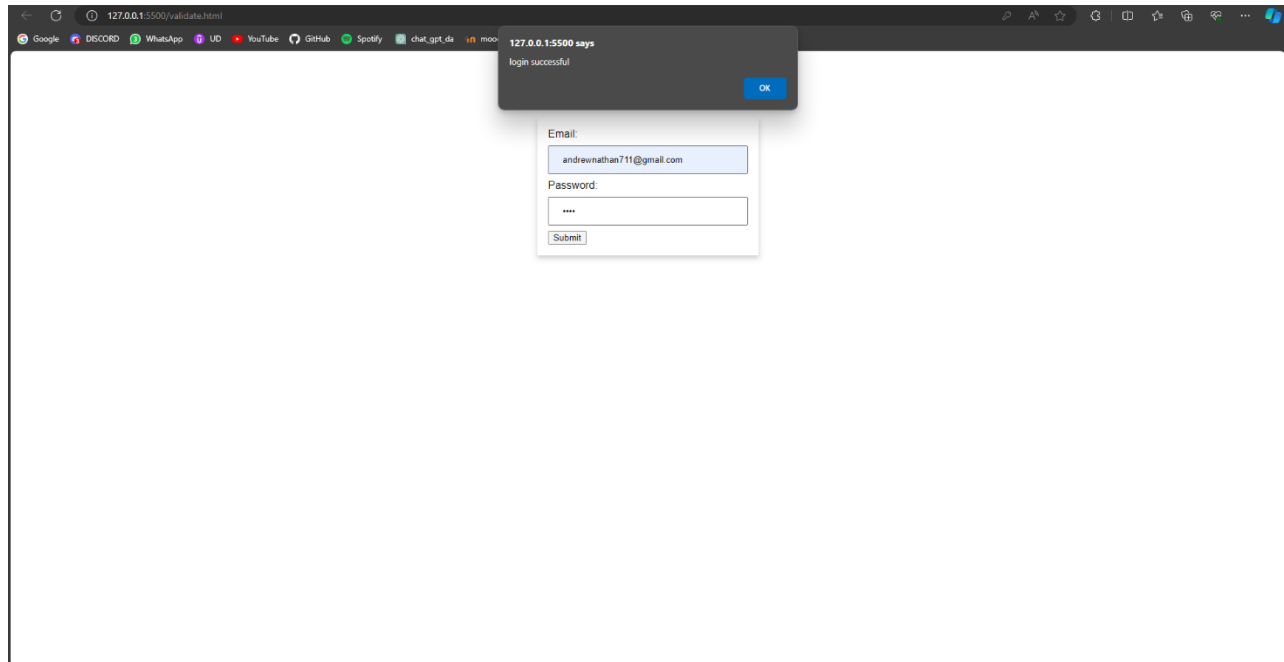 127.0.0.1:5500/validate.html
Google DISCORD WhatsApp UD YouTube GitHub Spotify chat_gpt_da moo
127.0.0.1:5500 says
login successful
OK
Email:
andrewnathan711@gmail.com
Password:
••••
Submit